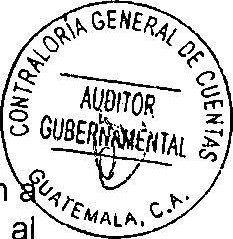 CONTRALORÍA GENERAL DE CUENTAS
AUDITOR
GUBERNAMENTAL
GUATEMALA, C.A.
al